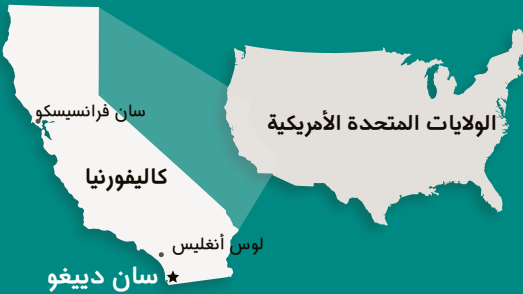 سان فرانسيسكو
الولايات المتحدة الأمريكية
كاليفورنيا
لوس أنغليس
سان دييغو